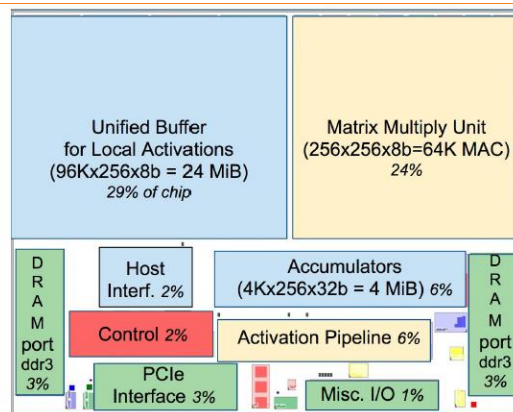 Unified Buffer
for Local Activations
(96Kx256x8b = 24 MiB)
29% of chip
Matrix Multiply Unit
(256x256x8b=64K MAC)
24%
D
R
A
M
port
ddr3
3%
Host
Interf. 2%
Accumulators
(4Kx256x32b = 4 MiB) 6%
D
R
A
M
port
ddr3
3%
Control 2%
Activation Pipeline 6%
PCIe
Interface 3%
Misc. I/O 1%